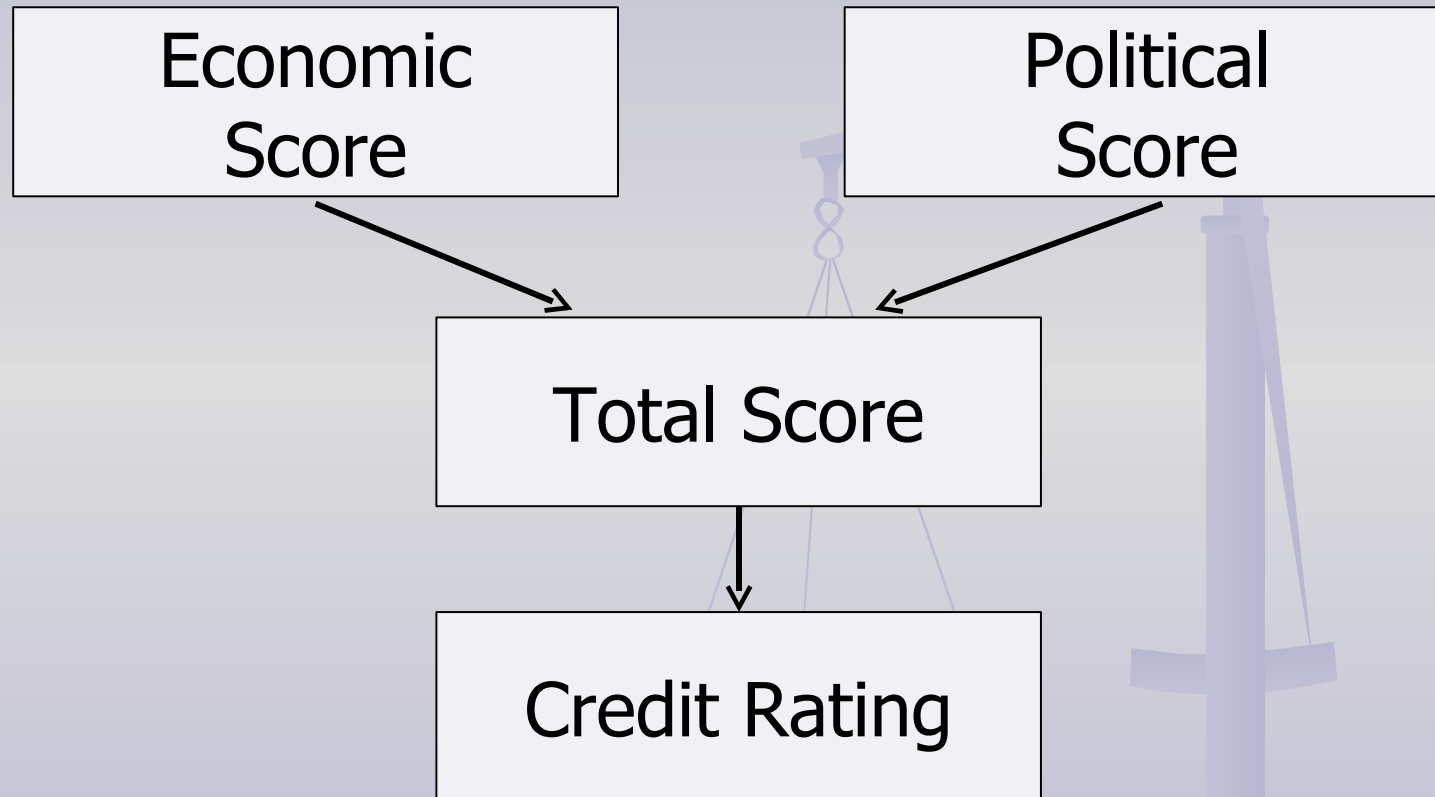 Economic
Score
Political
Score
Total Score
Credit Rating